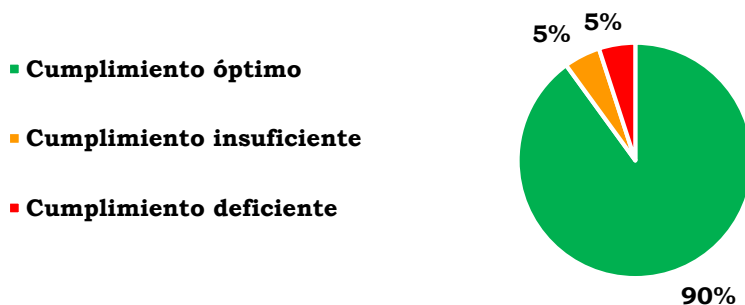 5% 5%
Cumplimiento óptimo
Cumplimiento insuficiente
Cumplimiento deficiente
90%